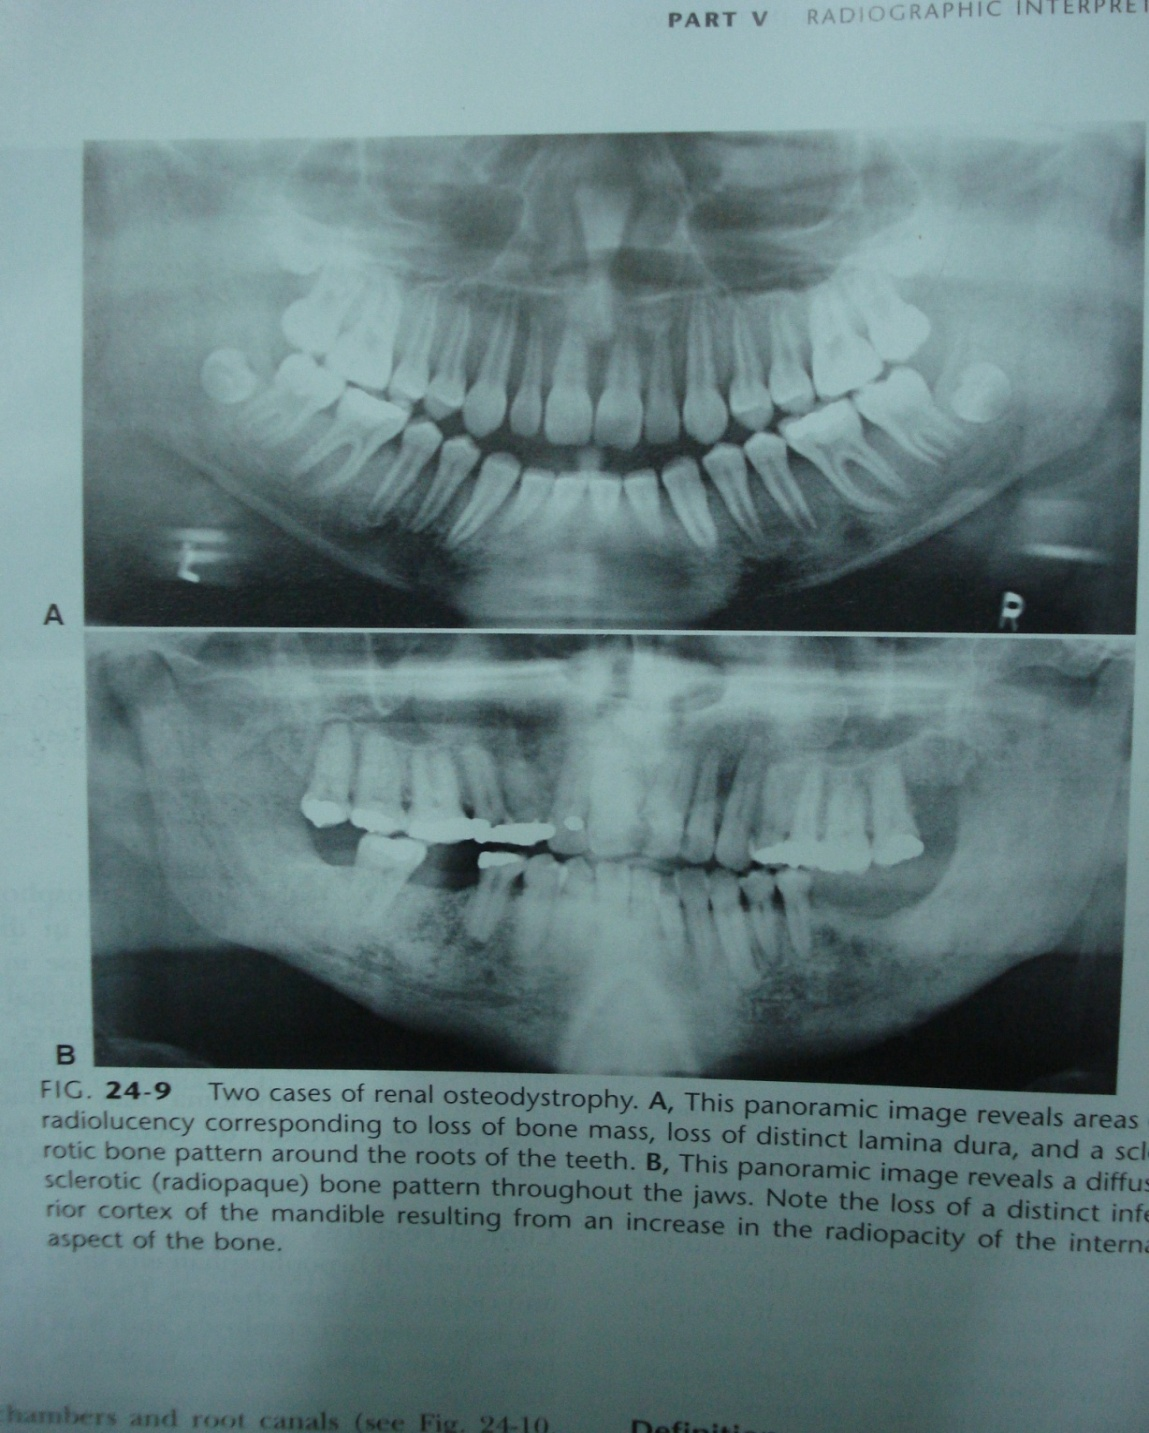 PART V RADIOGRAPHIC
L
R
A
B
FIG. 24-9 Two cases of renal osteodystrophy. A, This panoramic image reveals areas
radiolucency corresponding to loss of bone mass, loss of distinct lamina dura, and a scl
rotic bone pattern around the roots of the teeth. B, This panoramic image reveals a diffus
sclerotic (radiopaque) bone pattern throughout the jaws. Note the loss of a distinct infe
rior cortex of the mandible resulting from an increase in the radiopacity of the interna
aspect of the bone.
chambers and root canals (see Fig. 24-10